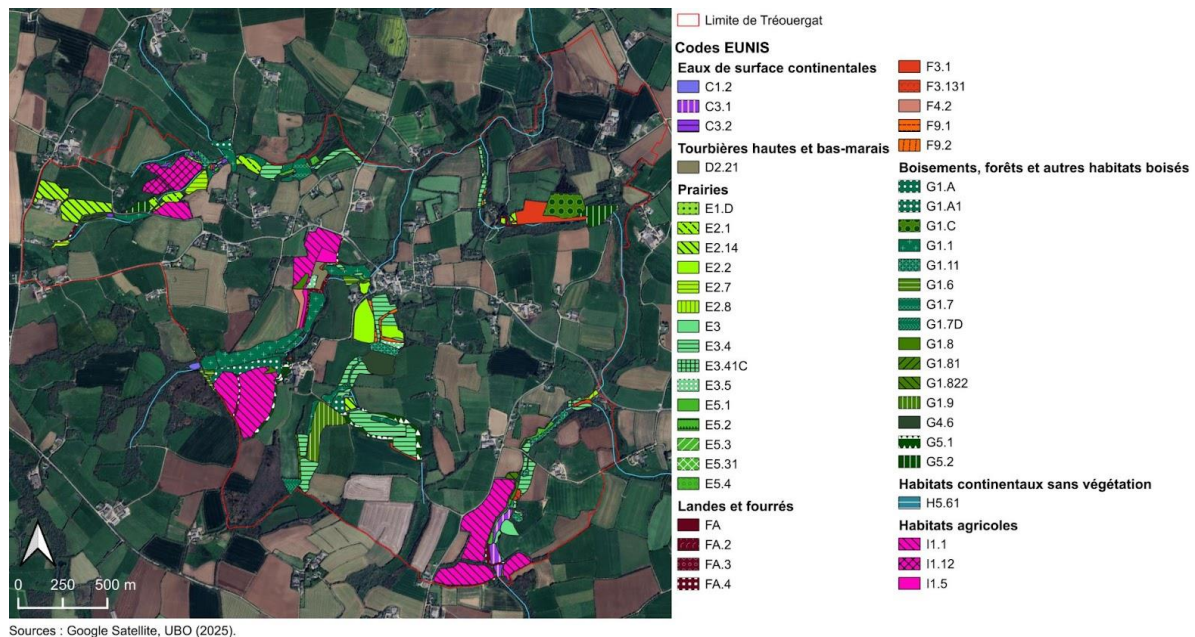 Limite de Tréouergat
Codes EUNIS
Eaux de surface continentales
C1.2
C3.1
C3.2
Tourbières hautes et bas-marais
D2.21
Prairies
E1.D
E2.1
E2.14
E2.2
E2.7
E2.8
E3
E3.4
E3.41C
E3.5
E5.1
E5.2
E5.3
E5.31
E5.4
Landes et fourrés
FA
FA.2
FA.3
FA.4
F3.1
F3.131
F4.2
F9.1
F9.2
Boisements, forêts et autres habitats boisés
G1.A
G1.A1
G1.C
G1.1
G1.11
G1.6
G1.7
G1.7D
G1.8
G1.81
G1.822
G1.9
G4.6
G5.1
G5.2
Habitats continentaux sans végétation
H5.61
Habitats agricoles
I1.1
I1.12
I1.5
0 250 500 m
Sources : Google Satellite, UBO (2025).